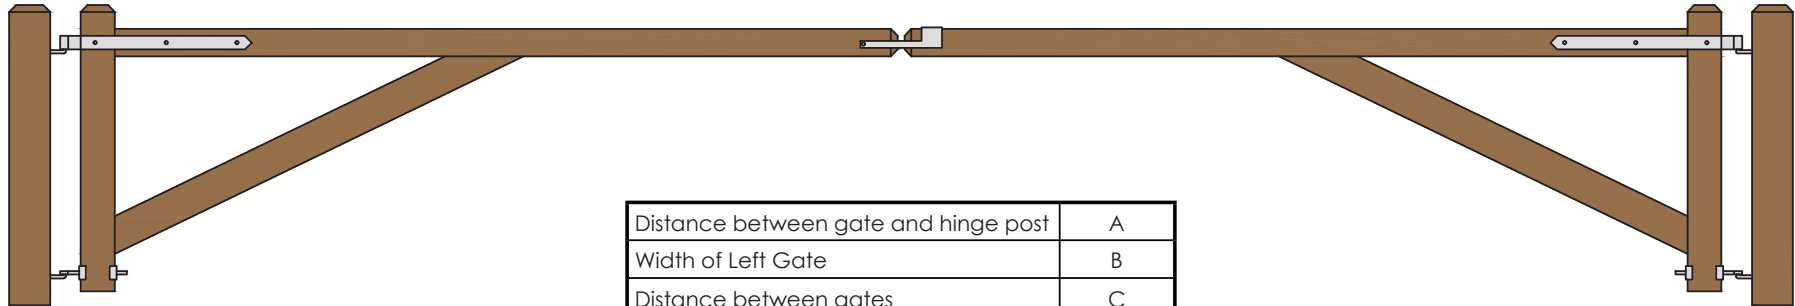 Distance between gate and hinge post A
Width of Left Gate B
Distance between gates C